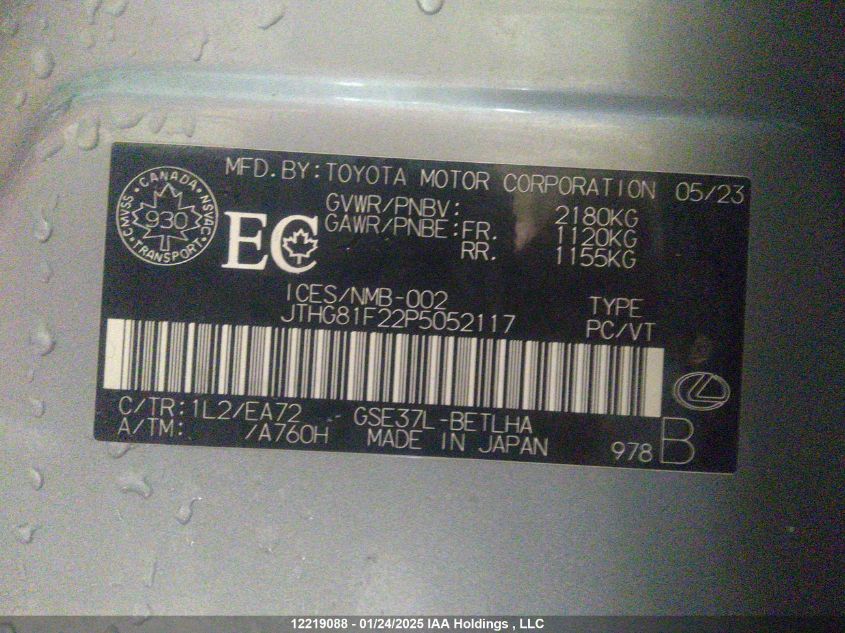 MFD. BY: TOYOTA MOTOR CORPORATION 05/23
CANADA
CMVSS 930 NSVAC
TRANSPORT
EC
GVWR/PNBV: 2180KG
GAWR/PNBE: FR. 1120KG
RR. 1155KG
ICES/NMB-002
JTHG81F22P5052117
TYPE
PC/VT
C/TR: 1L2/EA72 GSE37L-BETLHA
A/TM: /A760H MADE IN JAPAN
978 B
12219088 - 01/24/2025 IAA Holdings , LLC